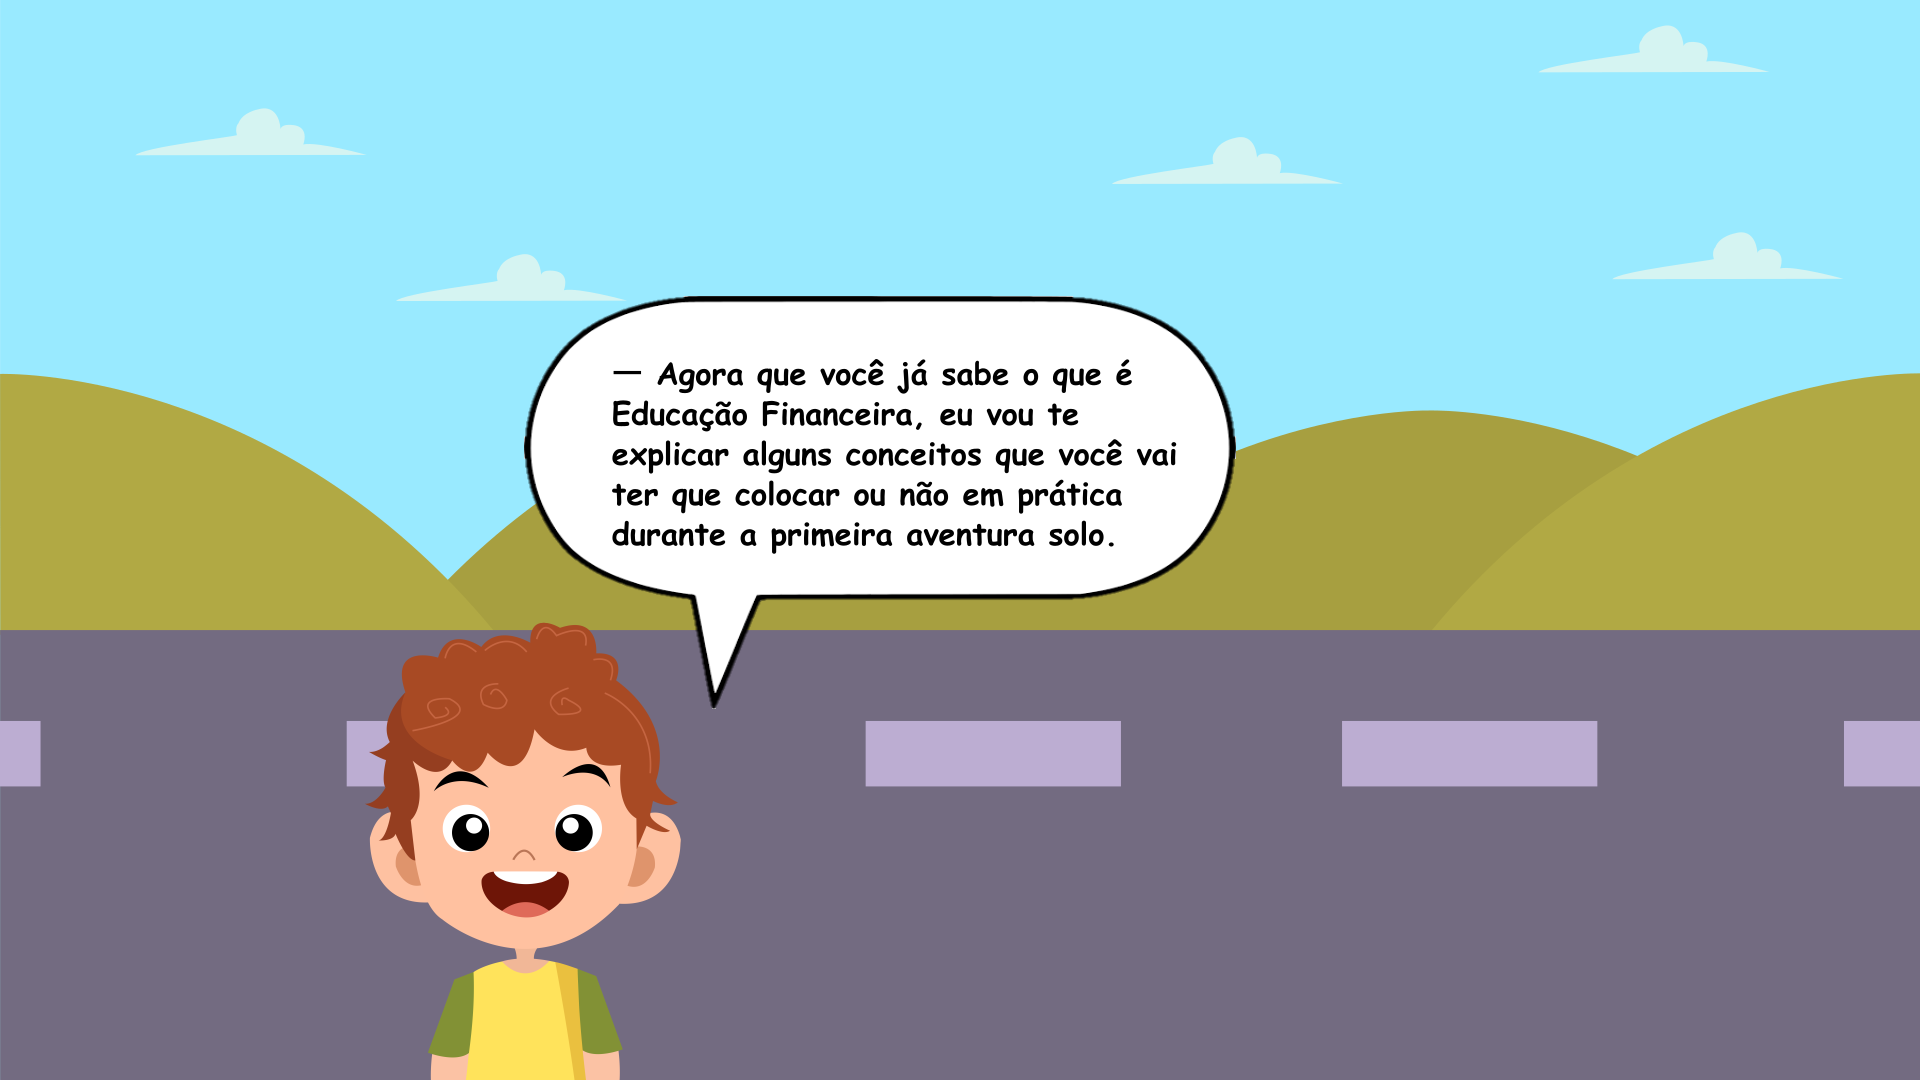 — Agora que você já sabe o que é
Educação Financeira, eu vou te
explicar alguns conceitos que você vai
ter que colocar ou não em prática
durante a primeira aventura solo.